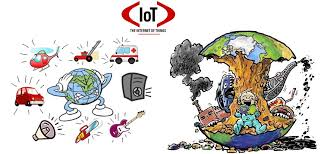 IoT
THE INTERNET OF THINGS